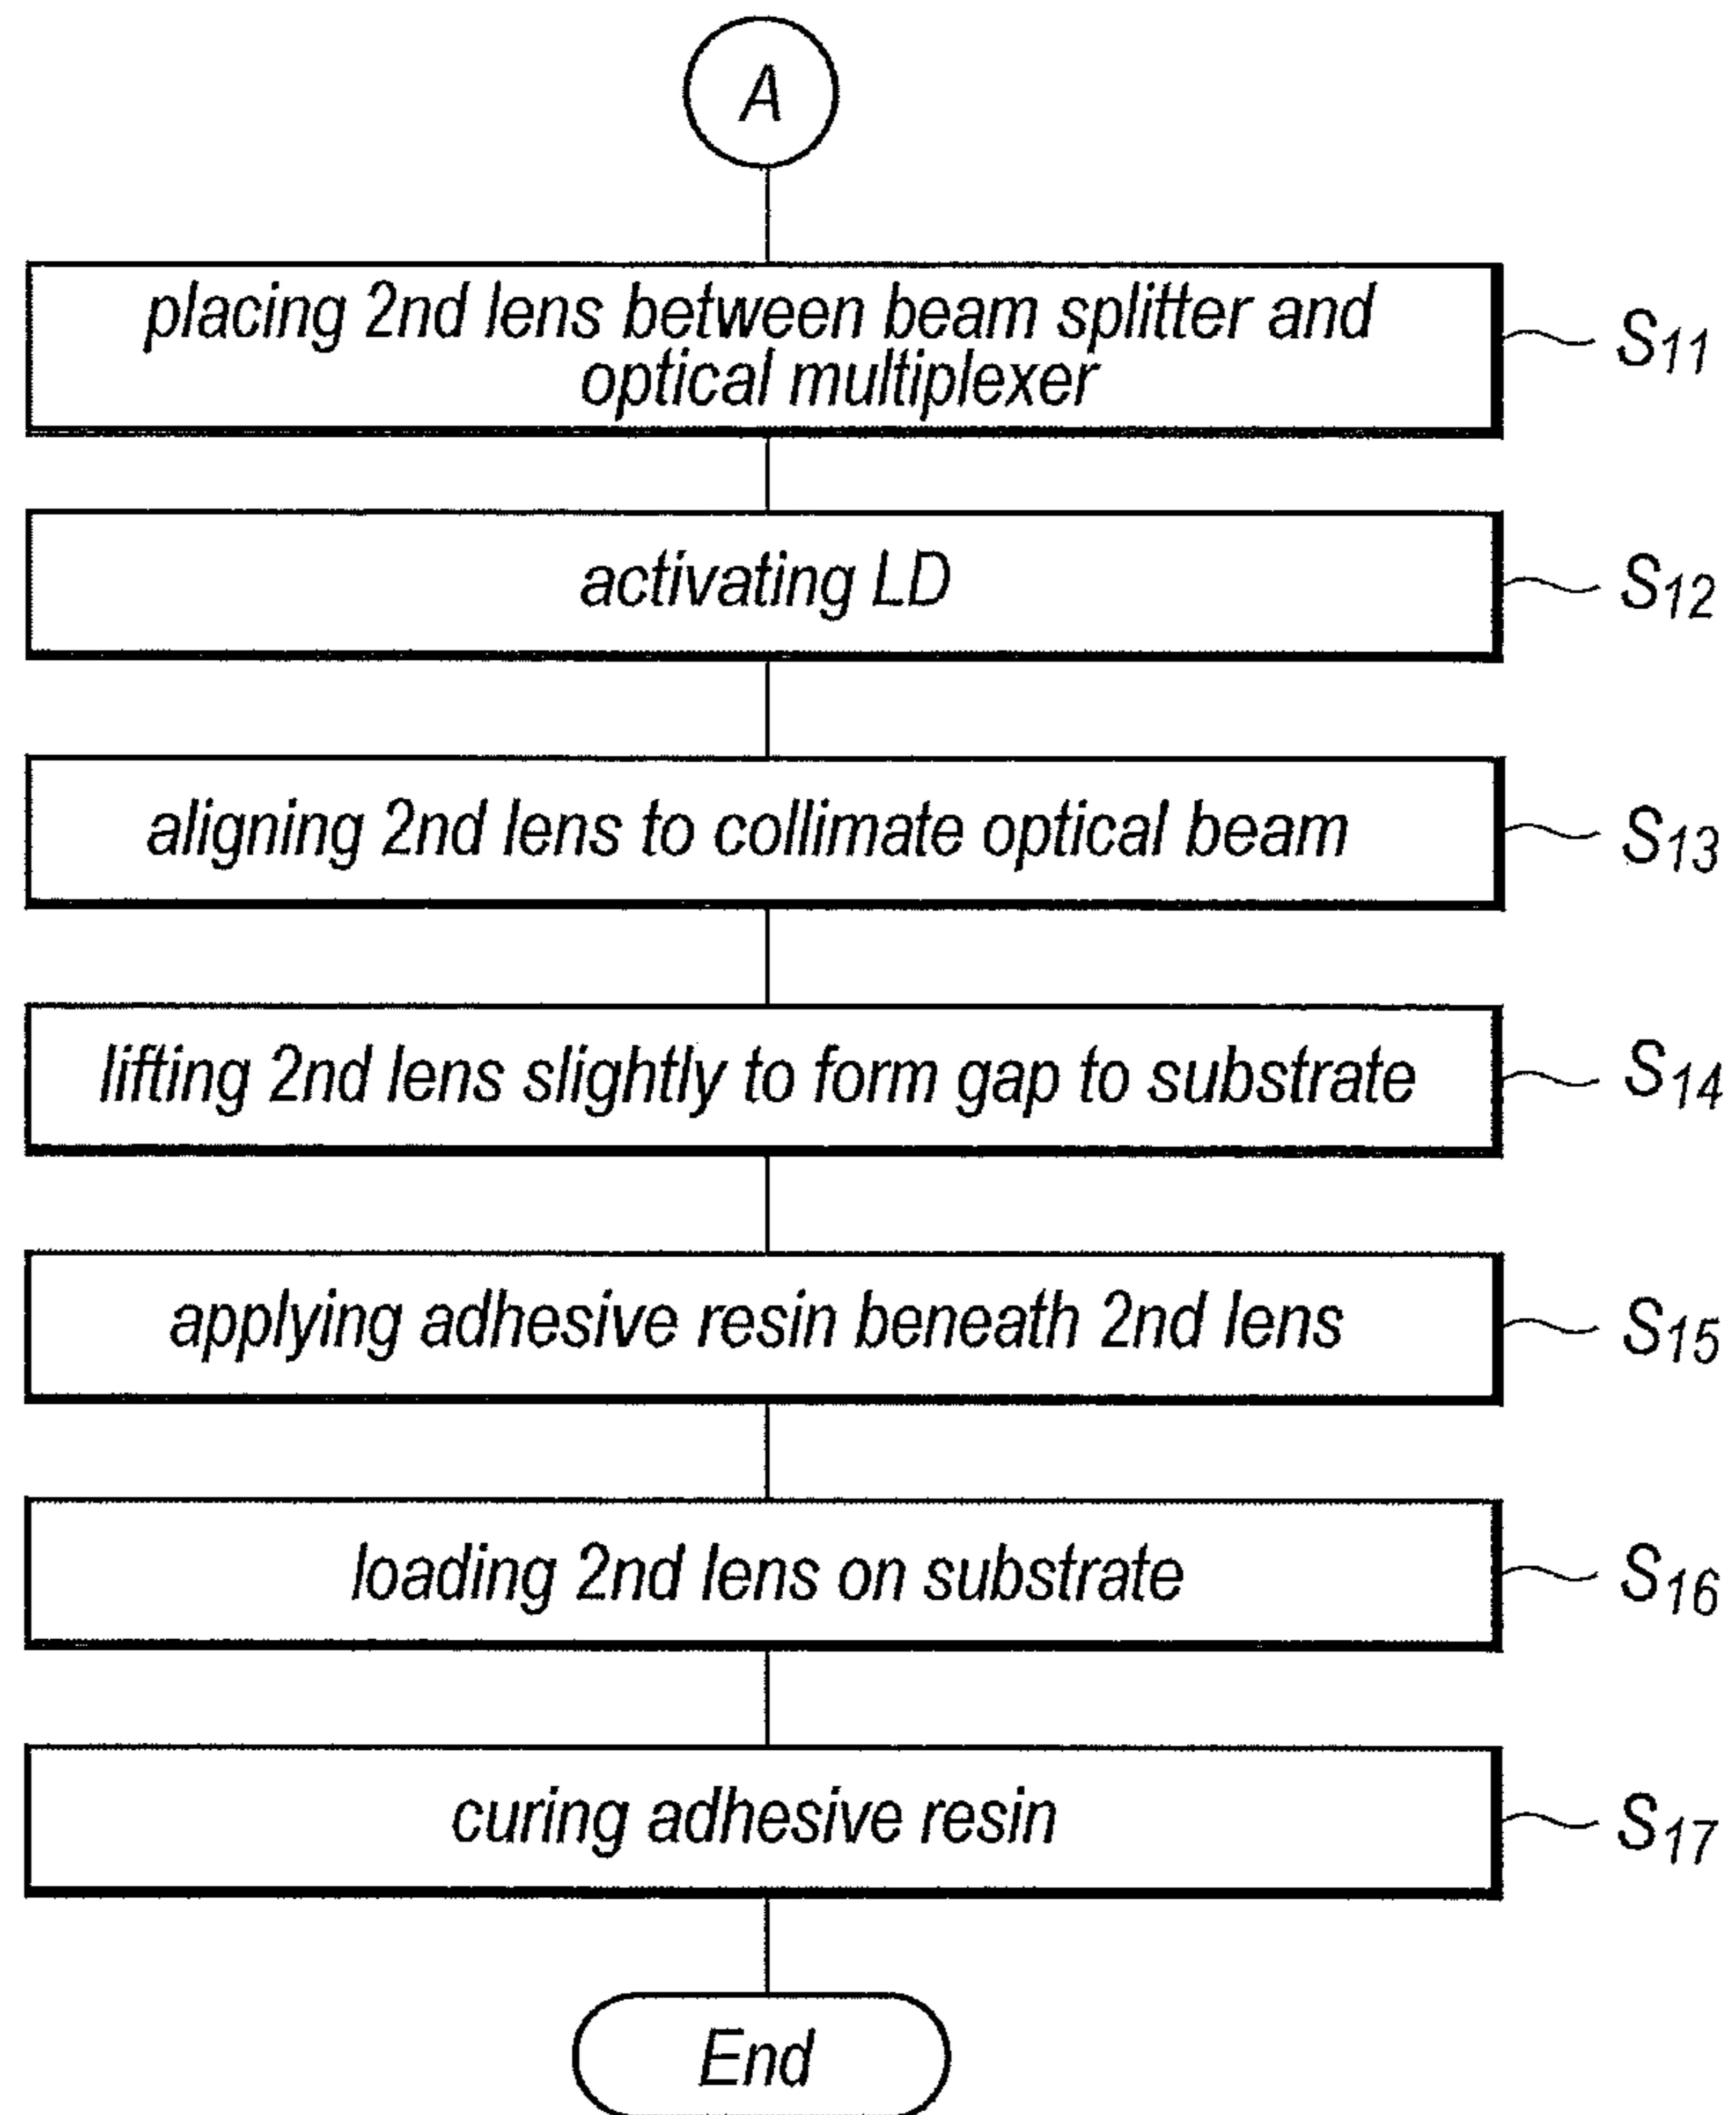 A
placing 2nd lens between beam splitter and
optical multiplexer
S11
activating LD
S12
aligning 2nd lens to collimate optical beam
S13
lifting 2nd lens slightly to form gap to substrate
S14
applying adhesive resin beneath 2nd lens
S15
loading 2nd lens on substrate
S16
curing adhesive resin
S17
End